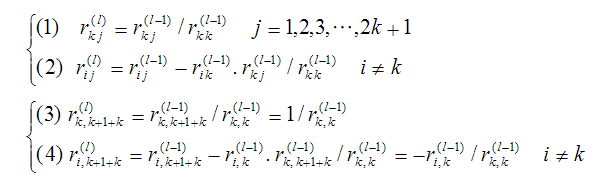 (1) r_{kj}^{(l)} = r_{kj}^{(l-1)} / r_{kk}^{(l-1)} j = 1,2,3,⋯,2k+1
(2) r_{ij}^{(l)} = r_{ij}^{(l-1)} − r_{ik}^{(l-1)} . r_{kj}^{(l-1)} / r_{kk}^{(l-1)} i ≠ k
(3) r_{k,k+1+k}^{(l)} = r_{k,k+1+k}^{(l-1)} / r_{k,k}^{(l-1)} = 1 / r_{k,k}^{(l-1)}
(4) r_{i,k+1+k}^{(l)} = r_{i,k+1+k}^{(l-1)} − r_{i,k}^{(l-1)} . r_{k,k+1+k}^{(l-1)} / r_{k,k}^{(l-1)} = −r_{i,k}^{(l-1)} / r_{k,k}^{(l-1)} i ≠ k